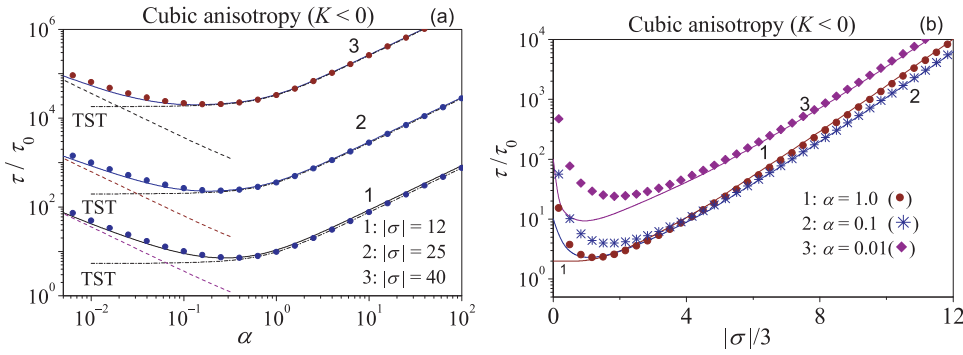 Cubic anisotropy (K < 0) (a)
10^6
10^4
10^2
10^0
τ / τ_0
3
2
1
TST
TST
TST
1: |σ| = 12
2: |σ| = 25
3: |σ| = 40
10^-2 10^-1 10^0 10^1 10^2
α
Cubic anisotropy (K < 0) (b)
10^4
10^3
10^2
10^1
10^0
τ / τ_0
3
1
2
1
1: α = 1.0 (●)
2: α = 0.1 (✳)
3: α = 0.01 (◆)
0 4 8 12
|σ|/3